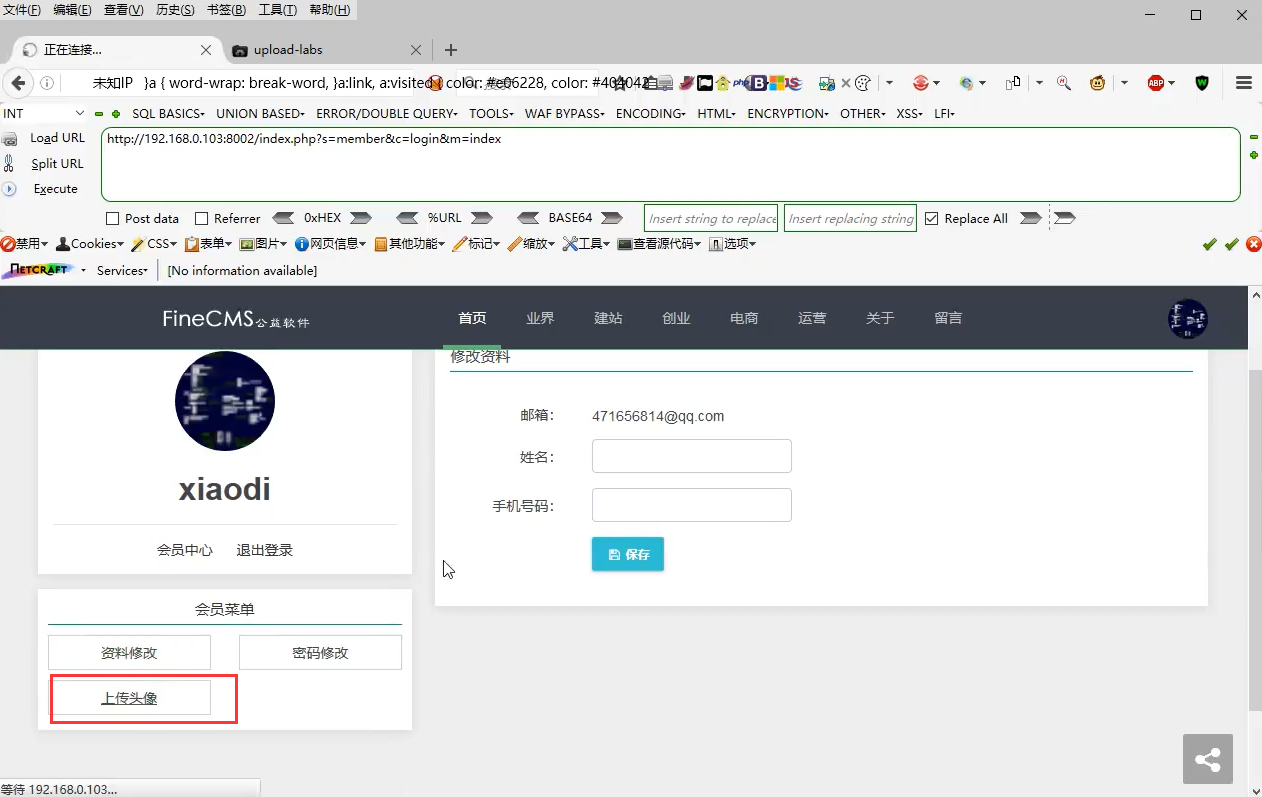 文件(F) 编辑(E) 查看(V) 历史(S) 书签(B) 工具(T) 帮助(H)
正在连接... upload-labs
未知IP }a { word-wrap: break-word, }a:link, a:visited { color: #e06228, color: #404042
INT SQL BASICS UNION BASED ERROR/DOUBLE QUERY TOOLS WAF BYPASS ENCODING HTML ENCRYPTION OTHER XSS LFI
Load URL http://192.168.0.103:8002/index.php?s=member&c=login&m=index
Split URL
Execute
Post data Referrer 0xHEX %URL BASE64 Insert string to replace Insert replacing string Replace All
禁用 Cookies CSS 表单 图片 网页信息 其他功能 标记 缩放 工具 查看源代码 选项
NETCRAFT Services [No information available]
FineCMS公益软件 首页 业界 建站 创业 电商 运营 关于 留言
修改资料
邮箱: 471656814@qq.com
姓名:
手机号码:
保存
xiaodi
会员中心 退出登录
会员菜单
资料修改 密码修改
上传头像
等待 192.168.0.103...